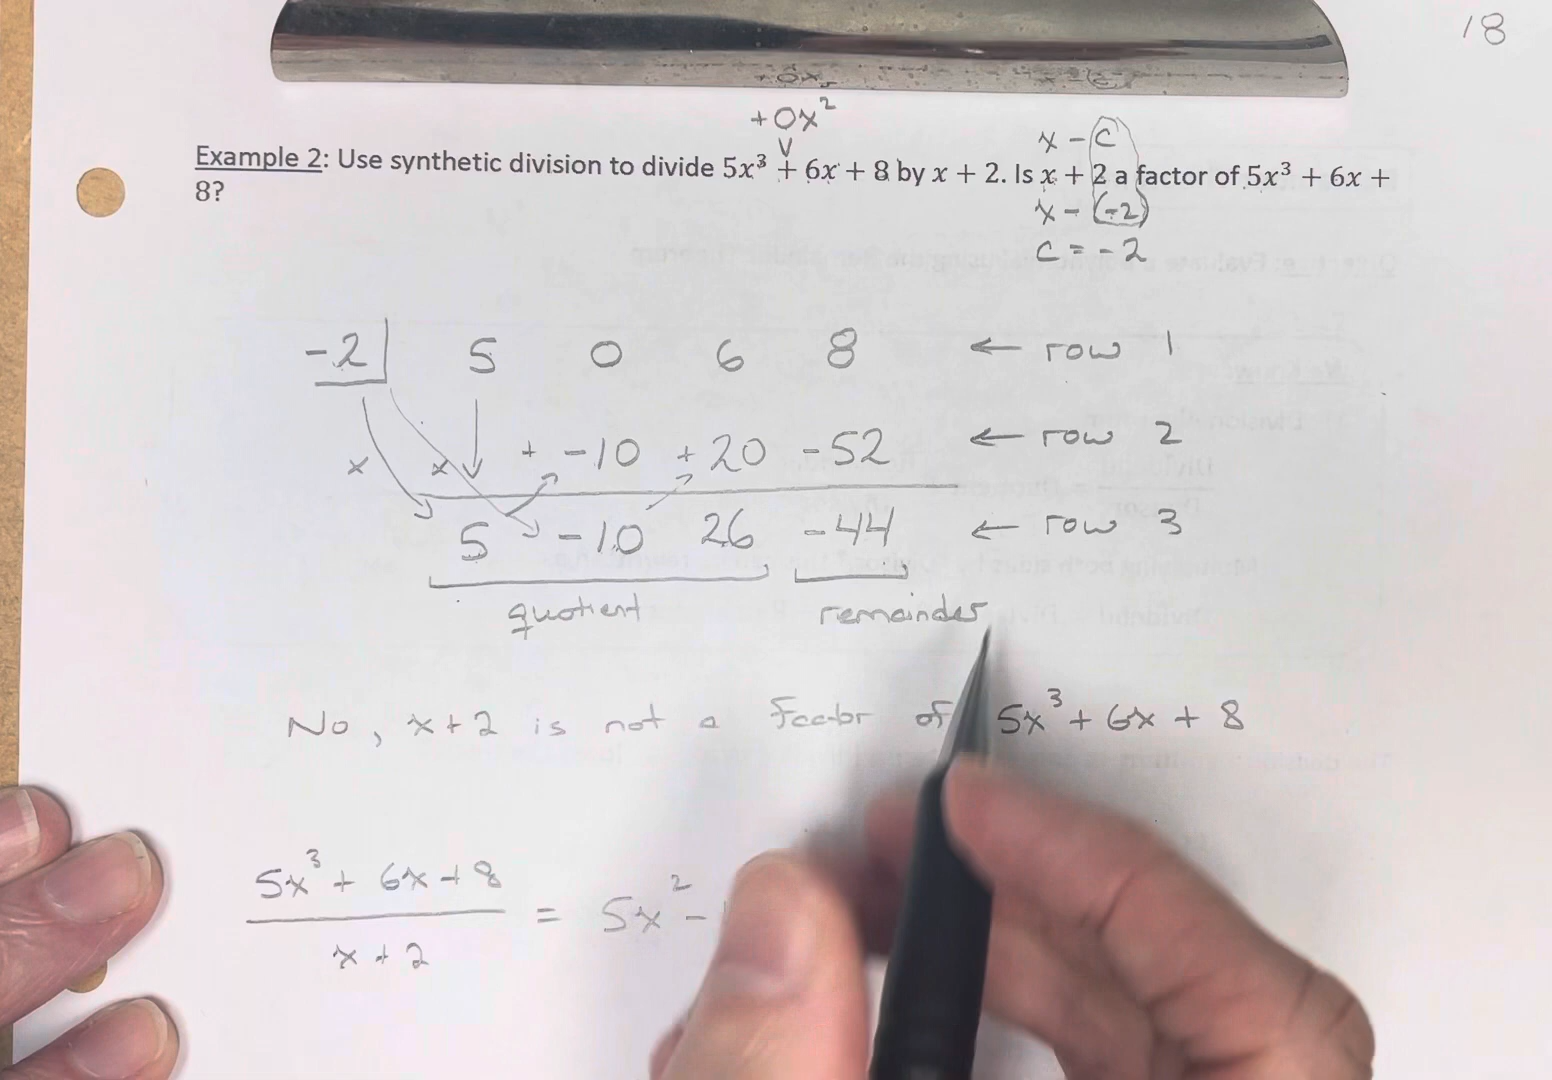 18
+0x²
x - c
Example 2: Use synthetic division to divide 5x³ + 6x + 8 by x + 2. Is x + 2 a factor of 5x³ + 6x +
8?
x - (-2)
c = -2
-2 5 0 6 8 ← row 1
x x + -10 + 20 -52 ← row 2
5 -10 26 -44 ← row 3
quotient remainder
No, x+2 is not a factor of 5x³ + 6x + 8
5x³ + 6x + 8
= 5x² -
x + 2